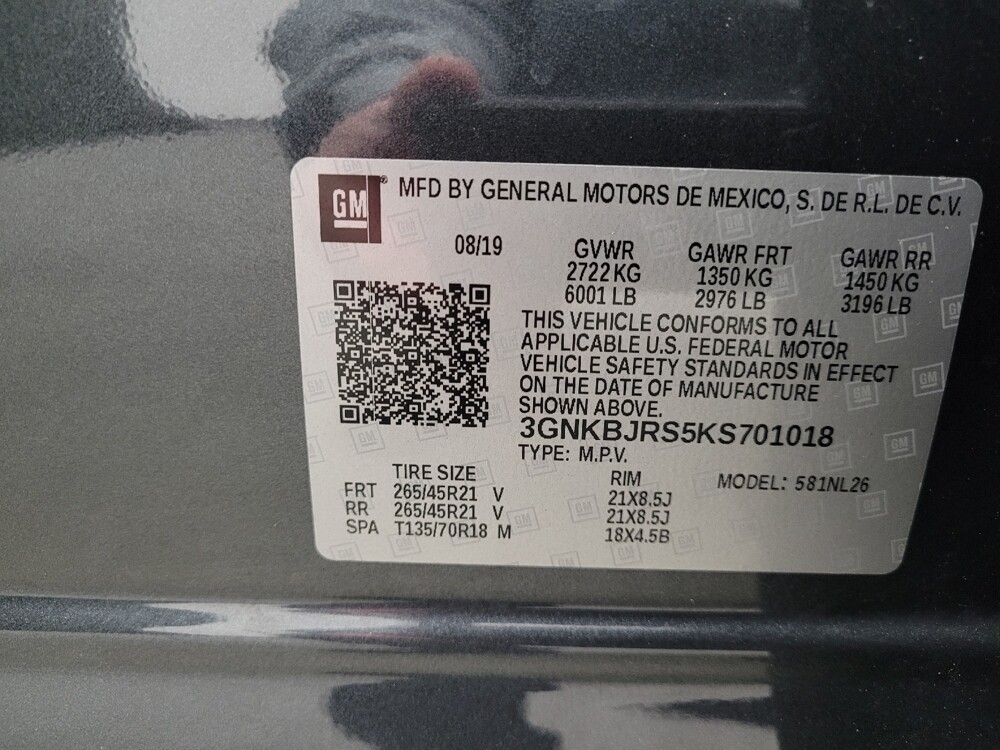 GM® MFD BY GENERAL MOTORS DE MEXICO, S. DE R.L. DE C.V.
08/19 GVWR GAWR FRT GAWR RR
2722 KG 1350 KG 1450 KG
6001 LB 2976 LB 3196 LB
THIS VEHICLE CONFORMS TO ALL
APPLICABLE U.S. FEDERAL MOTOR
VEHICLE SAFETY STANDARDS IN EFFECT
ON THE DATE OF MANUFACTURE
SHOWN ABOVE.
3GNKBJRS5KS701018
TYPE: M.P.V.
TIRE SIZE RIM MODEL: 581NL26
FRT 265/45R21 V 21X8.5J
RR 265/45R21 V 21X8.5J
SPA T135/70R18 M 18X4.5B